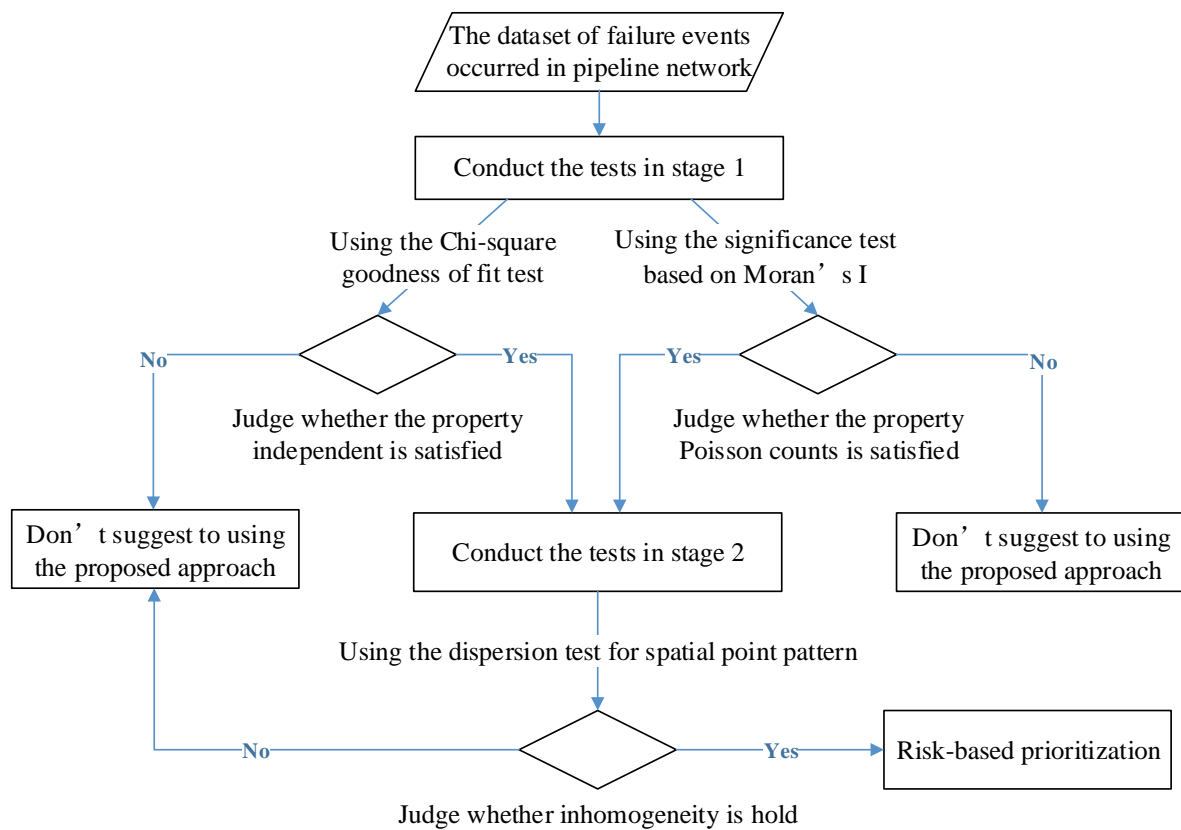 The dataset of failure events
occurred in pipeline network
Conduct the tests in stage 1
Using the Chi-square
goodness of fit test
Using the significance test
based on Moran’s I
No
Yes
Yes
No
Judge whether the property
independent is satisfied
Judge whether the property
Poisson counts is satisfied
Don’t suggest to using
the proposed approach
Conduct the tests in stage 2
Don’t suggest to using
the proposed approach
Using the dispersion test for spatial point pattern
No
Yes
Risk-based prioritization
Judge whether inhomogeneity is hold